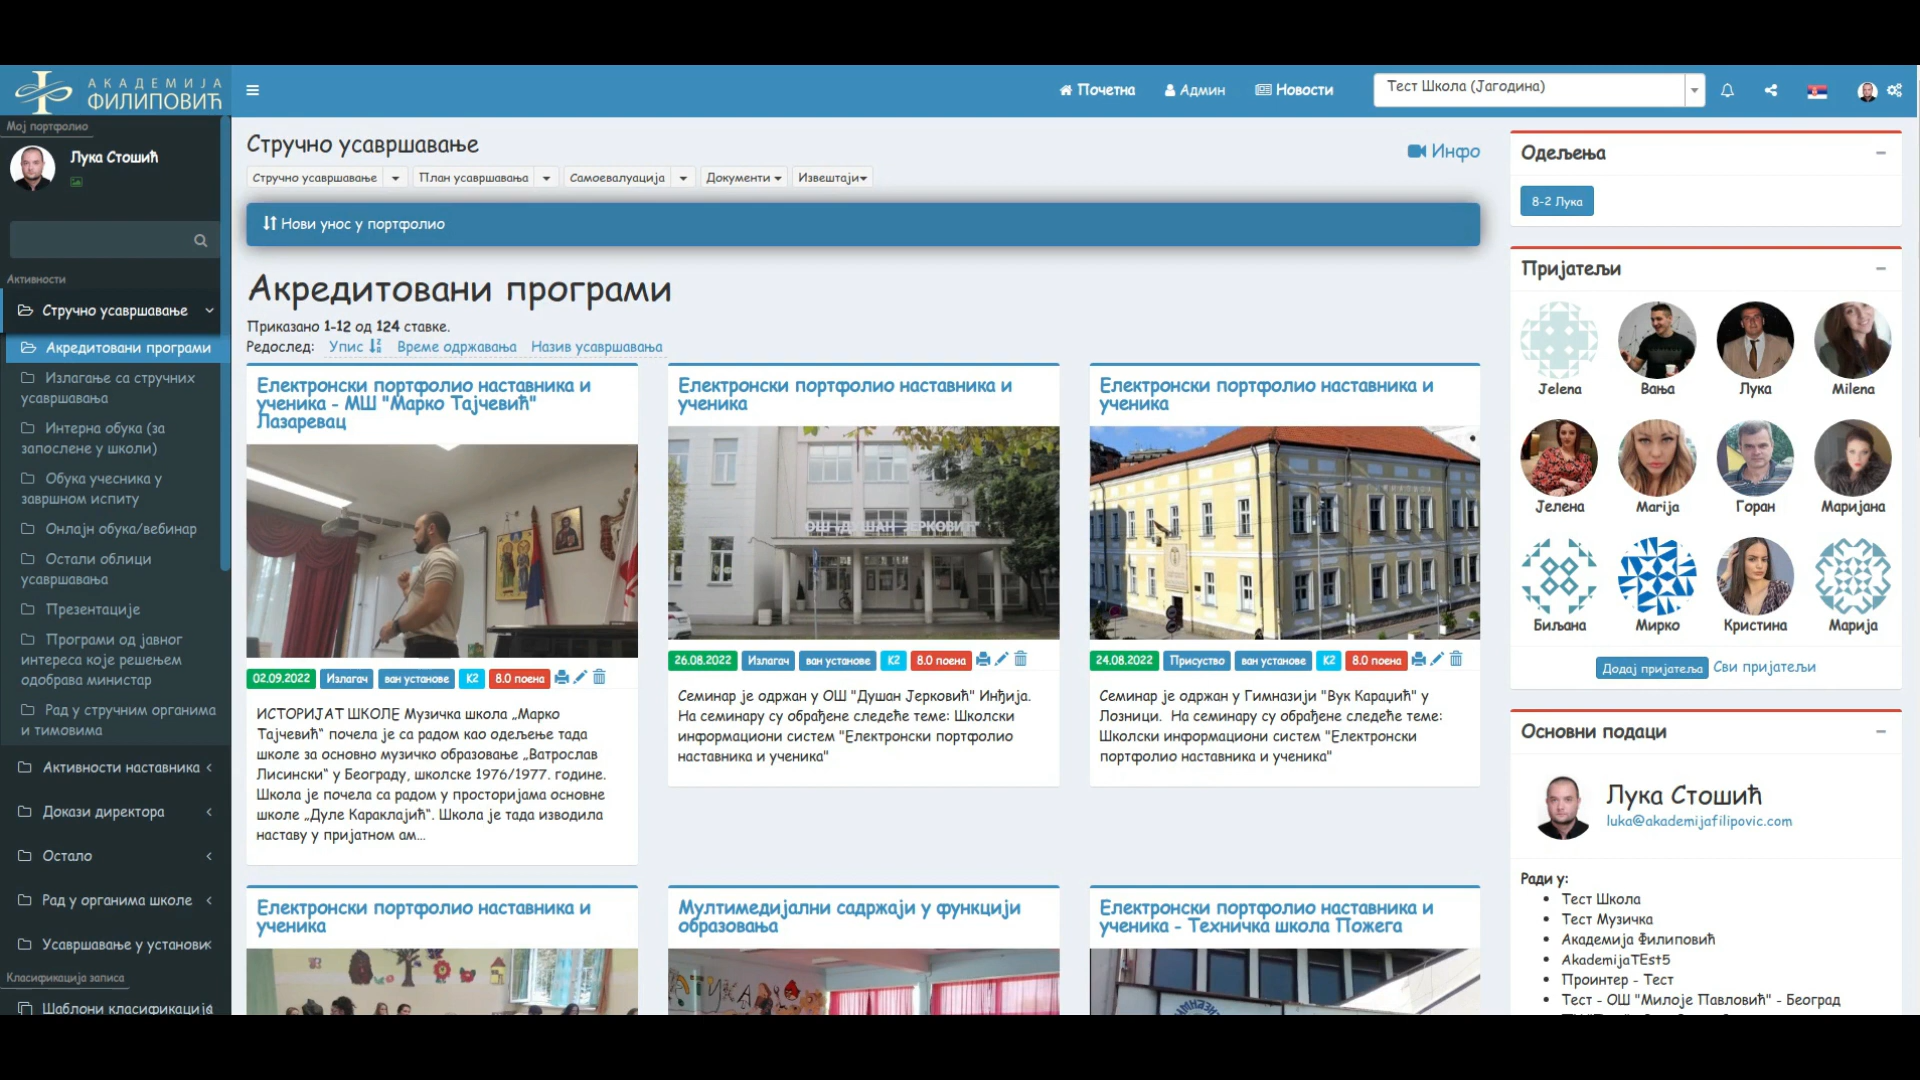 АКАДЕМИЈА
ФИЛИПОВИЋ
Почетна
Админ
Новости
Тест Школа (Јагодина)
Мој портфолио
Лука Стошић
Активности
Стручно усавршавање
Акредитовани програми
Излагање са стручних
усавршавања
Интерна обука (за
запослене у школи)
Обука учесника у
завршном испиту
Онлајн обука/вебинар
Остали облици
усавршавања
Презентације
Програми од јавног
интереса које решењем
одобрава министар
Рад у стручним органима
и тимовима
Активности наставника
Докази директора
Остало
Рад у органима школе
Усавршавање у установи
Класификација записа
Шаблони класификација
Стручно усавршавање
Инфо
Стручно усавршавање План усавршавања Самоевалуација Документи Извештаји
Нови унос у портфолио
Акредитовани програми
Приказано 1-12 од 124 ставке.
Редослед: Упис Време одржавања Назив усавршавања
Електронски портфолио наставника и
ученика - МШ "Марко Тајчевић"
Лазаревац
02.09.2022 Излагач ван установе К2 8.0 поена
ИСТОРИЈАТ ШКОЛЕ Музичка школа „Марко
Тајчевић“ почела је са радом као одељење тада
школе за основно музичко образовање „Ватрослав
Лисински“ у Београду, школске 1976/1977. године.
Школа је почела са радом у просторијама основне
школе „Дуле Караклајић“. Школа је тада изводила
наставу у пријатном ам...
Електронски портфолио наставника и
ученика
ОШ "ДУШАН ЈЕРКОВИЋ"
26.08.2022 Излагач ван установе К2 8.0 поена
Семинар је одржан у ОШ "Душан Јерковић" Инђија.
На семинару су обрађене следеће теме: Школски
информациони систем "Електронски портфолио
наставника и ученика"
Електронски портфолио наставника и
ученика
24.08.2022 Присуство ван установе К2 8.0 поена
Семинар је одржан у Гимназији "Вук Караџић" у
Лозници. На семинару су обрађене следеће теме:
Школски информациони систем "Електронски
портфолио наставника и ученика"
Електронски портфолио наставника и
ученика
Мултимедијални садржаји у функцији
образовања
Електронски портфолио наставника и
ученика - Техничка школа Пожега
Одељења
8-2 Лука
Пријатељи
Jelena Вања Лука Milena
Јелена Marija Горан Маријана
Биљана Мирко Кристина Марија
Додај пријатеља Сви пријатељи
Основни подаци
Лука Стошић
luka@akademijafilipovic.com
Ради у:
Тест Школа
Тест Музичка
Академија Филиповић
AkademijaTEst5
Проинтер - Тест
Тест - ОШ "Милоје Павловић" - Београд